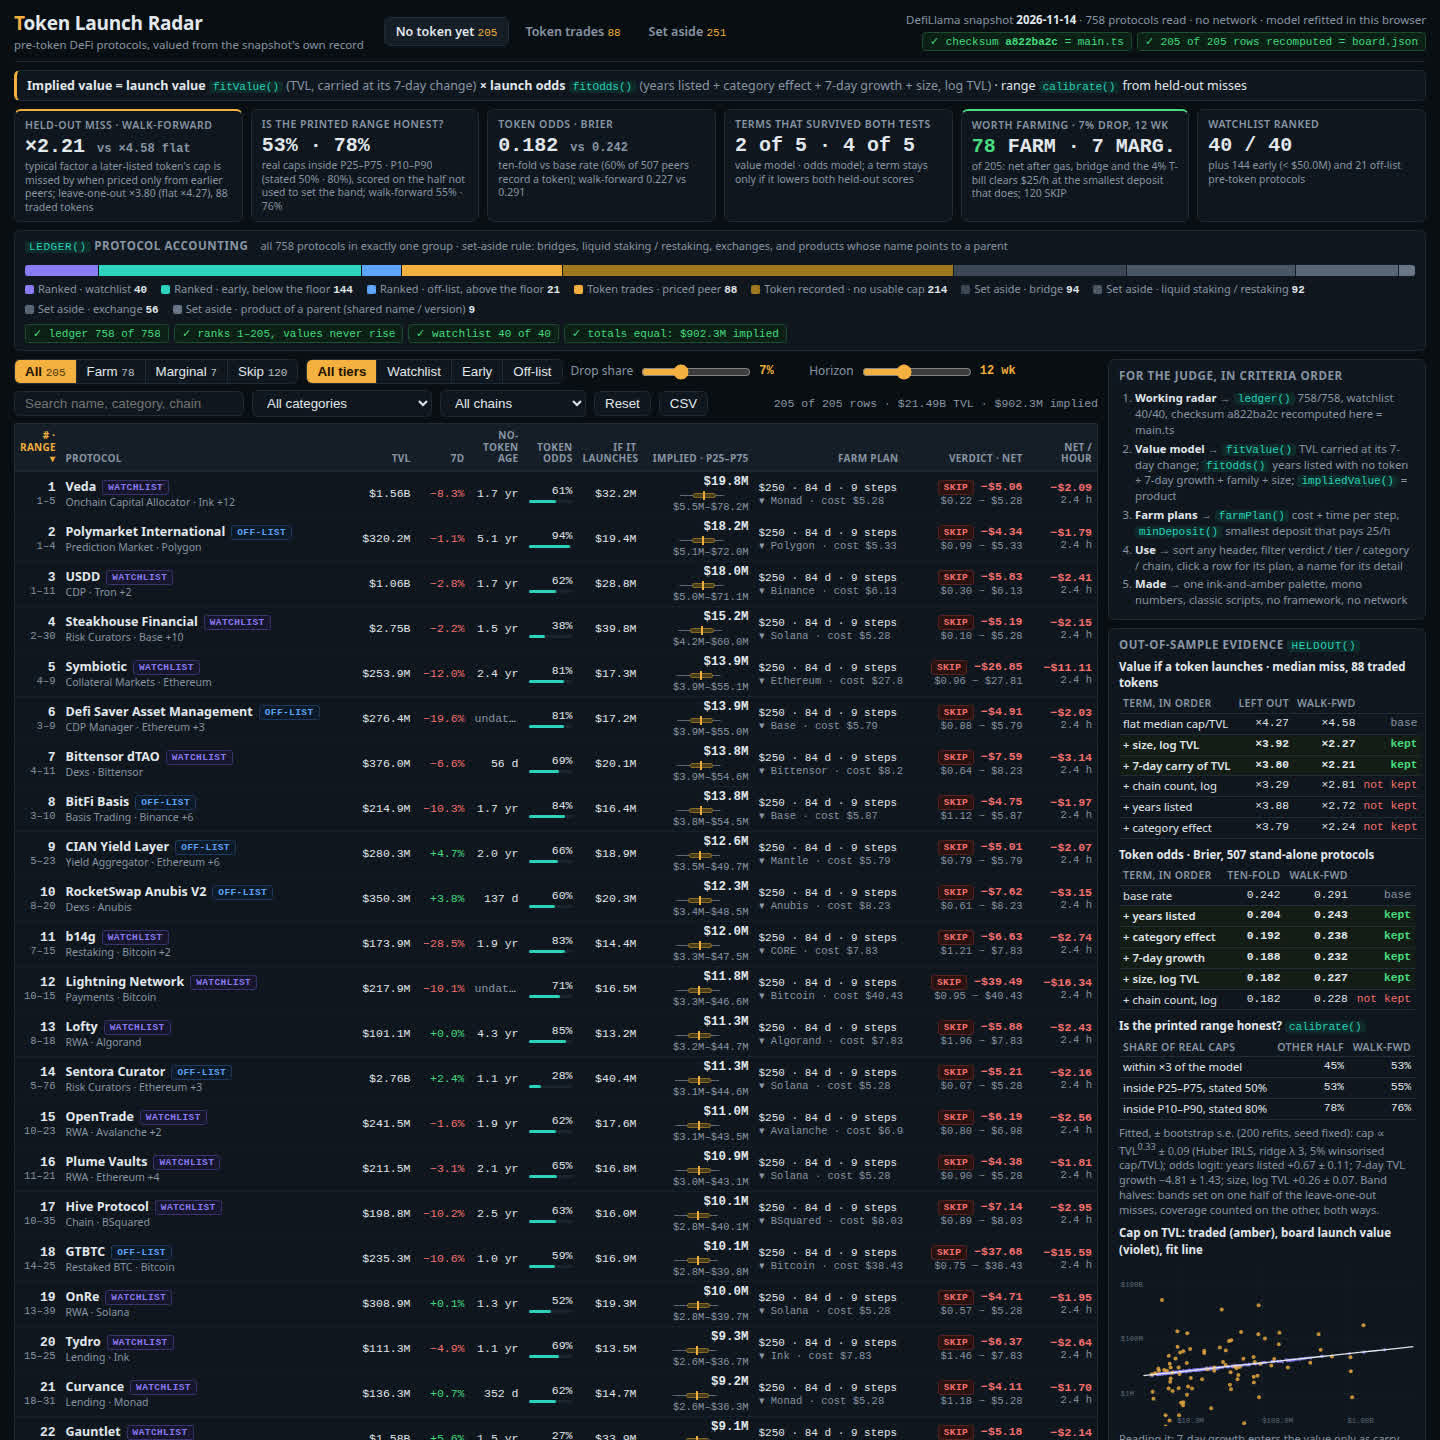 Token Launch Radar
pre-token DeFi protocols, valued from the snapshot's own record
No token yet 205 Token trades 88 Set aside 251
DefiLlama snapshot 2026-11-14 · 758 protocols read · no network · model refitted in this browser
✓ checksum a822ba2c = main.ts ✓ 205 of 205 rows recomputed = board.json
Implied value = launch value fitValue() (TVL, carried at its 7-day change) × launch odds fitOdds() (years listed + category effect + 7-day growth + size, log TVL) · range calibrate() from held-out misses
HELD-OUT MISS · WALK-FORWARD
×2.21 vs ×4.58 flat
typical factor a later-listed token's cap is
missed by when priced only from earlier
peers; leave-one-out ×3.80 (flat ×4.27), 88
traded tokens
IS THE PRINTED RANGE HONEST?
53% · 78%
real caps inside P25–P75 · P10–P90
(stated 50% · 80%), scored on the half not
used to set the band; walk-forward 55% ·
76%
TOKEN ODDS · BRIER
0.182 vs 0.242
ten-fold vs base rate (60% of 507 peers
record a token); walk-forward 0.227 vs
0.291
TERMS THAT SURVIVED BOTH TESTS
2 of 5 · 4 of 5
value model · odds model; a term stays
only if it lowers both held-out scores
WORTH FARMING · 7% DROP, 12 WK
78 FARM · 7 MARG.
of 205: net after gas, bridge and the 4% T-
bill clears $25/h at the smallest deposit
that does; 120 SKIP
WATCHLIST RANKED
40 / 40
plus 144 early (< $50.0M) and 21 off-list
pre-token protocols
LEDGER() PROTOCOL ACCOUNTING all 758 protocols in exactly one group · set-aside rule: bridges, liquid staking / restaking, exchanges, and products whose name points to a parent
Ranked · watchlist 40 Ranked · early, below the floor 144 Ranked · off-list, above the floor 21 Token trades · priced peer 88 Token recorded · no usable cap 214 Set aside · bridge 94 Set aside · liquid staking / restaking 92
Set aside · exchange 56 Set aside · product of a parent (shared name / version) 9
✓ ledger 758 of 758 ✓ ranks 1–205, values never rise ✓ watchlist 40 of 40 ✓ totals equal: $902.3M implied
All 205 Farm 78 Marginal 7 Skip 120 All tiers Watchlist Early Off-list Drop share 7% Horizon 12 wk
Search name, category, chain All categories All chains Reset CSV 205 of 205 rows · $21.49B TVL · $902.3M implied
# · RANGE ▼ PROTOCOL TVL 7D NO-TOKEN AGE TOKEN ODDS IF IT LAUNCHES IMPLIED · P25–P75 FARM PLAN VERDICT · NET NET / HOUR
1 Veda WATCHLIST $1.56B −8.3% 1.7 yr 61% $32.2M $19.8M $250 · 84 d · 9 steps SKIP −$5.06 −$2.09
1–5 Onchain Capital Allocator · Ink +12 $5.5M–$78.2M ▾ Monad · cost $5.28 $0.22 − $5.28 2.4 h
2 Polymarket International OFF-LIST $320.2M −1.1% 5.1 yr 94% $19.4M $18.2M $250 · 84 d · 9 steps SKIP −$4.34 −$1.79
1–4 Prediction Market · Polygon $5.1M–$72.0M ▾ Polygon · cost $5.33 $0.99 − $5.33 2.4 h
3 USDD WATCHLIST $1.06B −2.8% 1.7 yr 62% $28.8M $18.0M $250 · 84 d · 9 steps SKIP −$5.83 −$2.41
1–11 CDP · Tron +2 $5.0M–$71.1M ▾ Binance · cost $6.13 $0.30 − $6.13 2.4 h
4 Steakhouse Financial WATCHLIST $2.75B −2.2% 1.5 yr 38% $39.8M $15.2M $250 · 84 d · 9 steps SKIP −$5.19 −$2.15
2–30 Risk Curators · Base +10 $4.2M–$60.0M ▾ Solana · cost $5.28 $0.10 − $5.28 2.4 h
5 Symbiotic WATCHLIST $253.9M −12.0% 2.4 yr 81% $17.3M $13.9M $250 · 84 d · 9 steps SKIP −$26.85 −$11.11
4–9 Collateral Markets · Ethereum $3.9M–$55.1M ▾ Ethereum · cost $27.8 $0.96 − $27.81 2.4 h
6 Defi Saver Asset Management OFF-LIST $276.4M −19.6% undat… 81% $17.2M $13.9M $250 · 84 d · 9 steps SKIP −$4.91 −$2.03
3–9 CDP Manager · Ethereum +3 $3.9M–$55.0M ▾ Base · cost $5.79 $0.88 − $5.79 2.4 h
7 Bittensor dTAO WATCHLIST $376.0M −6.6% 56 d 69% $20.1M $13.8M $250 · 84 d · 9 steps SKIP −$7.59 −$3.14
4–11 Dexs · Bittensor $3.9M–$54.6M ▾ Bittensor · cost $8.2 $0.64 − $8.23 2.4 h
8 BitFi Basis OFF-LIST $214.9M −10.3% 1.7 yr 84% $16.4M $13.8M $250 · 84 d · 9 steps SKIP −$4.75 −$1.97
3–10 Basis Trading · Binance +6 $3.8M–$54.5M ▾ Base · cost $5.87 $1.12 − $5.87 2.4 h
9 CIAN Yield Layer OFF-LIST $280.3M +4.7% 2.0 yr 66% $18.9M $12.6M $250 · 84 d · 9 steps SKIP −$5.01 −$2.07
5–23 Yield Aggregator · Ethereum +6 $3.5M–$49.7M ▾ Mantle · cost $5.79 $0.79 − $5.79 2.4 h
10 RocketSwap Anubis V2 OFF-LIST $350.3M +3.8% 137 d 60% $20.3M $12.3M $250 · 84 d · 9 steps SKIP −$7.62 −$3.15
8–20 Dexs · Anubis $3.4M–$48.5M ▾ Anubis · cost $8.23 $0.61 − $8.23 2.4 h
11 b14g WATCHLIST $173.9M −28.5% 1.9 yr 83% $14.4M $12.0M $250 · 84 d · 9 steps SKIP −$6.63 −$2.74
7–15 Restaking · Bitcoin +2 $3.3M–$47.5M ▾ CORE · cost $7.83 $1.21 − $7.83 2.4 h
12 Lightning Network WATCHLIST $217.9M −10.1% undat… 71% $16.5M $11.8M $250 · 84 d · 9 steps SKIP −$39.49 −$16.34
10–15 Payments · Bitcoin $3.3M–$46.6M ▾ Bitcoin · cost $40.43 $0.95 − $40.43 2.4 h
13 Lofty WATCHLIST $101.1M +0.0% 4.3 yr 85% $13.2M $11.3M $250 · 84 d · 9 steps SKIP −$5.88 −$2.43
8–18 RWA · Algorand $3.2M–$44.7M ▾ Algorand · cost $7.83 $1.96 − $7.83 2.4 h
14 Sentora Curator OFF-LIST $2.76B +2.4% 1.1 yr 28% $40.4M $11.3M $250 · 84 d · 9 steps SKIP −$5.21 −$2.16
5–76 Risk Curators · Ethereum +3 $3.1M–$44.6M ▾ Solana · cost $5.28 $0.07 − $5.28 2.4 h
15 OpenTrade WATCHLIST $241.5M −1.6% 1.9 yr 62% $17.6M $11.0M $250 · 84 d · 9 steps SKIP −$6.19 −$2.56
10–23 RWA · Avalanche +2 $3.1M–$43.5M ▾ Avalanche · cost $6.9 $0.80 − $6.98 2.4 h
16 Plume Vaults WATCHLIST $211.5M −3.1% 2.1 yr 65% $16.8M $10.9M $250 · 84 d · 9 steps SKIP −$4.38 −$1.81
11–21 RWA · Ethereum +4 $3.0M–$43.1M ▾ Solana · cost $5.28 $0.90 − $5.28 2.4 h
17 Hive Protocol WATCHLIST $198.8M −10.2% 2.5 yr 63% $16.0M $10.1M $250 · 84 d · 9 steps SKIP −$7.14 −$2.95
10–35 Chain · BSquared $2.8M–$40.1M ▾ BSquared · cost $8.03 $0.89 − $8.03 2.4 h
18 GTBTC OFF-LIST $235.3M −10.6% 1.0 yr 59% $16.9M $10.1M $250 · 84 d · 9 steps SKIP −$37.68 −$15.59
14–25 Restaked BTC · Bitcoin $2.8M–$39.8M ▾ Bitcoin · cost $38.43 $0.75 − $38.43 2.4 h
19 OnRe WATCHLIST $308.9M +0.1% 1.3 yr 52% $19.3M $10.0M $250 · 84 d · 9 steps SKIP −$4.71 −$1.95
13–39 RWA · Solana $2.8M–$39.7M ▾ Solana · cost $5.28 $0.57 − $5.28 2.4 h
20 Tydro WATCHLIST $111.3M −4.9% 1.1 yr 69% $13.5M $9.3M $250 · 84 d · 9 steps SKIP −$6.37 −$2.64
15–25 Lending · Ink $2.6M–$36.7M ▾ Ink · cost $7.83 $1.46 − $7.83 2.4 h
21 Curvance WATCHLIST $136.3M +0.7% 352 d 62% $14.7M $9.2M $250 · 84 d · 9 steps SKIP −$4.11 −$1.70
18–31 Lending · Monad $2.6M–$36.3M ▾ Monad · cost $5.28 $1.18 − $5.28 2.4 h
22 Gauntlet WATCHLIST $1.58B +5.6% 1.5 yr 27% $33.9M $9.1M $250 · 84 d · 9 steps SKIP −$5.18 −$2.14
FOR THE JUDGE, IN CRITERIA ORDER
1. Working radar → ledger() 758/758, watchlist
40/40, checksum a822ba2c recomputed here =
main.ts
2. Value model → fitValue() TVL carried at its 7-
day change; fitOdds() years listed with no token
+ 7-day growth + family + size; impliedValue() =
product
3. Farm plans → farmPlan() cost + time per step,
minDeposit() smallest deposit that pays 25/h
4. Use → sort any header, filter verdict / tier / category
/ chain, click a row for its plan, a name for its detail
5. Made → one ink-and-amber palette, mono
numbers, classic scripts, no framework, no network
OUT-OF-SAMPLE EVIDENCE HELDOUT()
Value if a token launches · median miss, 88 traded
tokens
TERM, IN ORDER LEFT OUT WALK-FWD
flat median cap/TVL ×4.27 ×4.58 base
+ size, log TVL ×3.92 ×2.27 kept
+ 7-day carry of TVL ×3.80 ×2.21 kept
+ chain count, log ×3.29 ×2.81 not kept
+ years listed ×3.88 ×2.72 not kept
+ category effect ×3.79 ×2.24 not kept
Token odds · Brier, 507 stand-alone protocols
TERM, IN ORDER TEN-FOLD WALK-FWD
base rate 0.242 0.291 base
+ years listed 0.204 0.243 kept
+ category effect 0.192 0.238 kept
+ 7-day growth 0.188 0.232 kept
+ size, log TVL 0.182 0.227 kept
+ chain count, log 0.182 0.228 not kept
Is the printed range honest? calibrate()
SHARE OF REAL CAPS OTHER HALF WALK-FWD
within ×3 of the model 45% 53%
inside P25–P75, stated 50% 53% 55%
inside P10–P90, stated 80% 78% 76%
Fitted, ± bootstrap s.e. (200 refits, seed fixed): cap ∝
TVL0.33 ± 0.09 (Huber IRLS, ridge λ 3, 5% winsorised
cap/TVL); odds logit: years listed +0.67 ± 0.11; 7-day TVL
growth −4.81 ± 1.43; size, log TVL +0.26 ± 0.07. Band
halves: bands set on one half of the leave-one-out
misses, coverage counted on the other, both ways.
Cap on TVL: traded (amber), board launch value
(violet), fit line
$100B
$100M
$1M
$10.0M $100.0M $1.00B
Reading it: 7-day growth enters the value only as carry